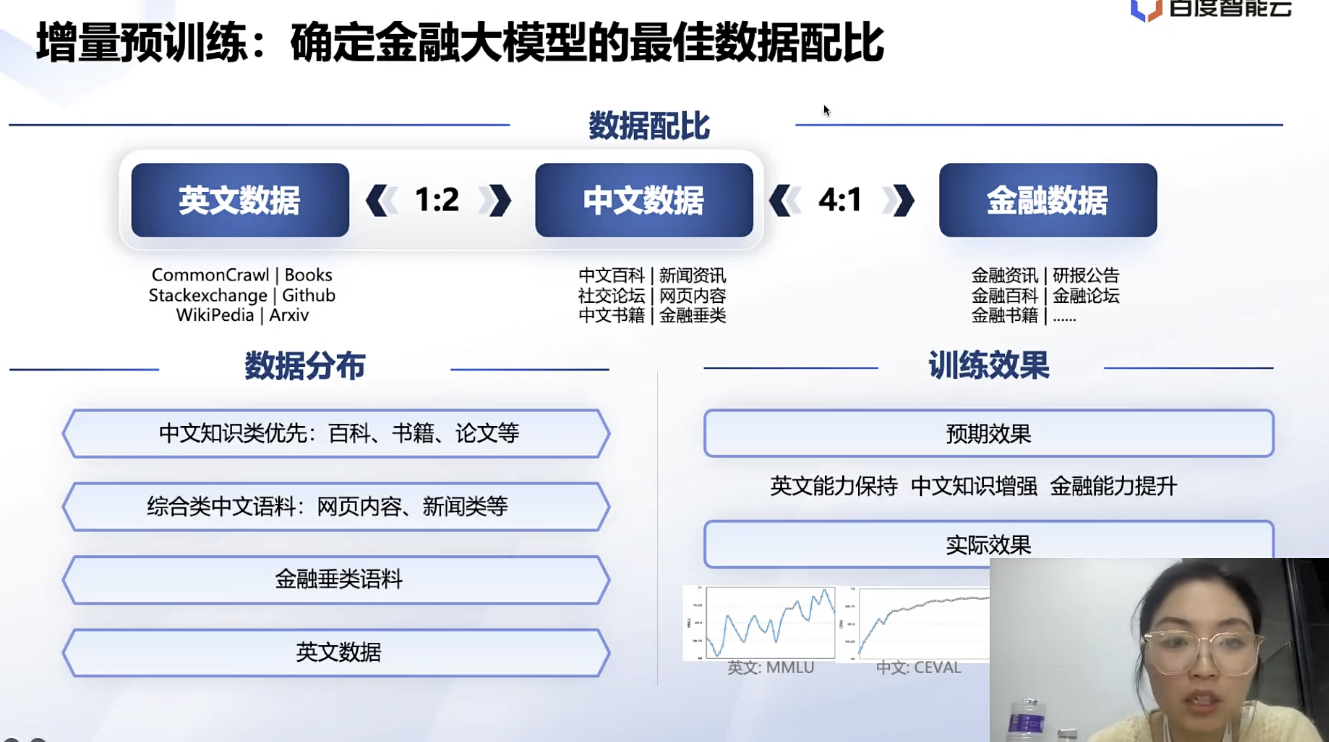 百度智能云
增量预训练：确定金融大模型的最佳数据配比
数据配比
英文数据
1:2
中文数据
4:1
金融数据
CommonCrawl | Books
Stackexchange | Github
WikiPedia | Arxiv
中文百科 | 新闻资讯
社交论坛 | 网页内容
中文书籍 | 金融垂类
金融资讯 | 研报公告
金融百科 | 金融论坛
金融书籍 | ......
数据分布
中文知识类优先：百科、书籍、论文等
综合类中文语料：网页内容、新闻类等
金融垂类语料
英文数据
训练效果
预期效果
英文能力保持 中文知识增强 金融能力提升
实际效果
英文: MMLU
中文: CEVAL